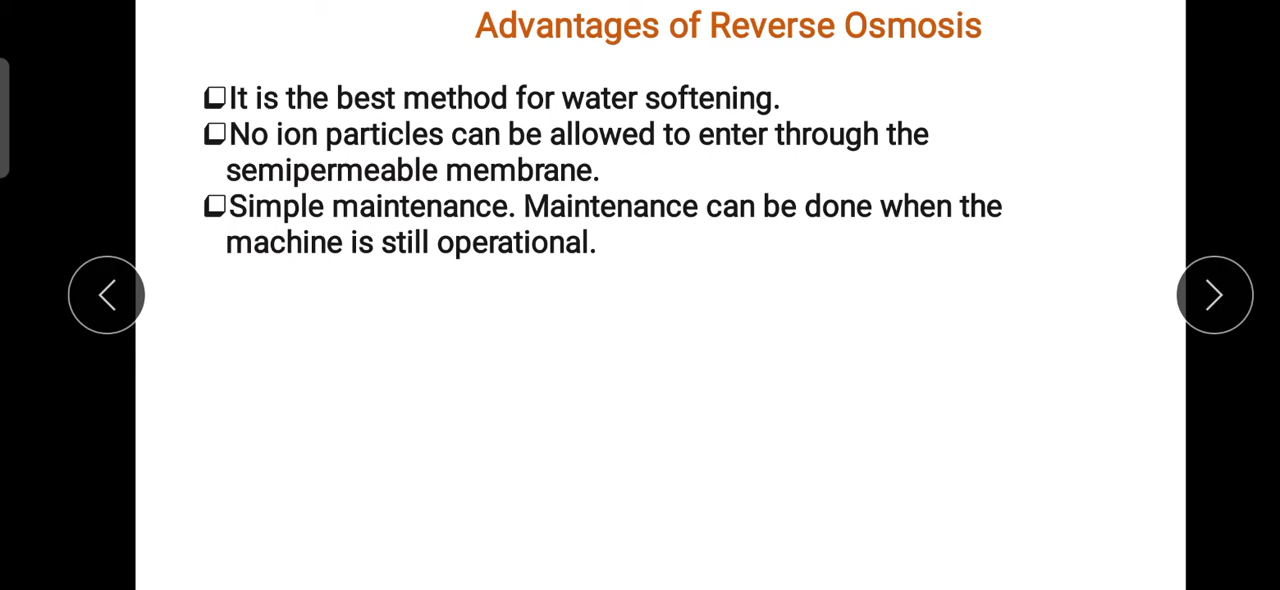 Advantages of Reverse Osmosis
❑It is the best method for water softening.
❑No ion particles can be allowed to enter through the
semipermeable membrane.
❑Simple maintenance. Maintenance can be done when the
machine is still operational.